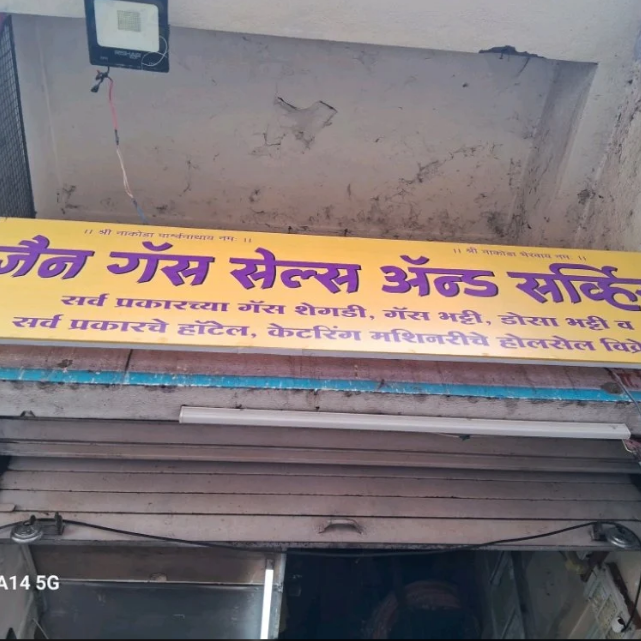 ।। श्री नाकोडा पार्श्वनाथाय नमः ।। ।। श्री नाकोडा भेरवाय नमः ।।
जैन गॅस सेल्स ॲन्ड सर्व्हि
सर्व प्रकारच्या गॅस शेगडी, गॅस भट्टी, डोसा भट्टी व
सर्व प्रकारचे हॉटेल, केटरिंग मशिनरीचे होलसेल विक्रे
A14 5G